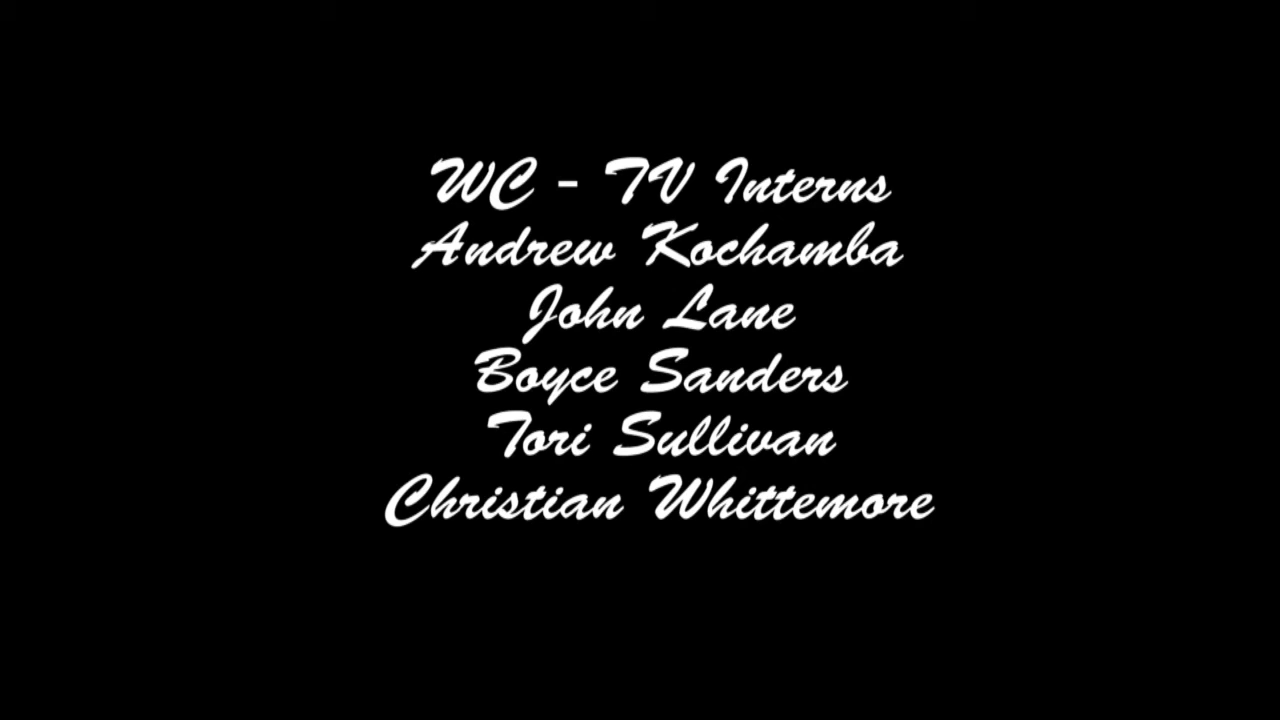 WC - TV Interns
Andrew Kochamba
John Lane
Boyce Sanders
Tori Sullivan
Christian Whittemore